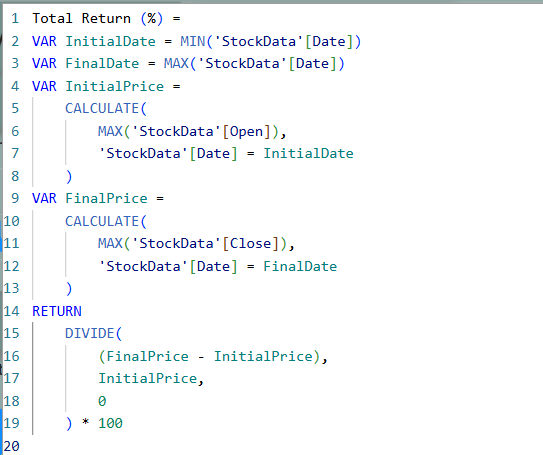 1 Total Return (%) =
2 VAR InitialDate = MIN('StockData'[Date])
3 VAR FinalDate = MAX('StockData'[Date])
4 VAR InitialPrice =
5     CALCULATE(
6         MAX('StockData'[Open]),
7         'StockData'[Date] = InitialDate
8     )
9 VAR FinalPrice =
10     CALCULATE(
11         MAX('StockData'[Close]),
12         'StockData'[Date] = FinalDate
13     )
14 RETURN
15     DIVIDE(
16         (FinalPrice - InitialPrice),
17         InitialPrice,
18         0
19     ) * 100
20